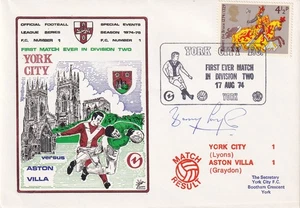 OFFICIAL FOOTBALL
LEAGUE SERIES
F.C. NUMBER 1
SPECIAL EVENTS
SEASON 1974-75
F.C. NUMBER 1
FIRST MATCH EVER IN DIVISION TWO
YORK
CITY
versus
ASTON
VILLA
4½P
YORK CITY
FIRST EVER MATCH
IN DIVISION TWO
17 AUG 74
YORK
MATCH
RESULT
YORK CITY 1
(Lyons)
ASTON VILLA 1
(Graydon)
The Secretary
York City F.C.
Bootham Crescent
York